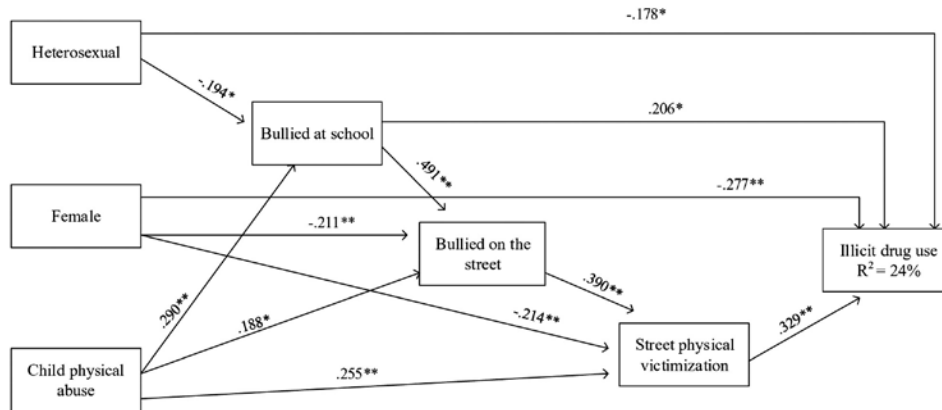 -.178*
Heterosexual
-.194*
.206*
Bullied at school
.491**
-.277**
Female
-.211**
Bullied on the
street
Illicit drug use
R² = 24%
.390**
.290**
.188*
-.214**
.329**
Street physical
victimization
Child physical
abuse
.255**